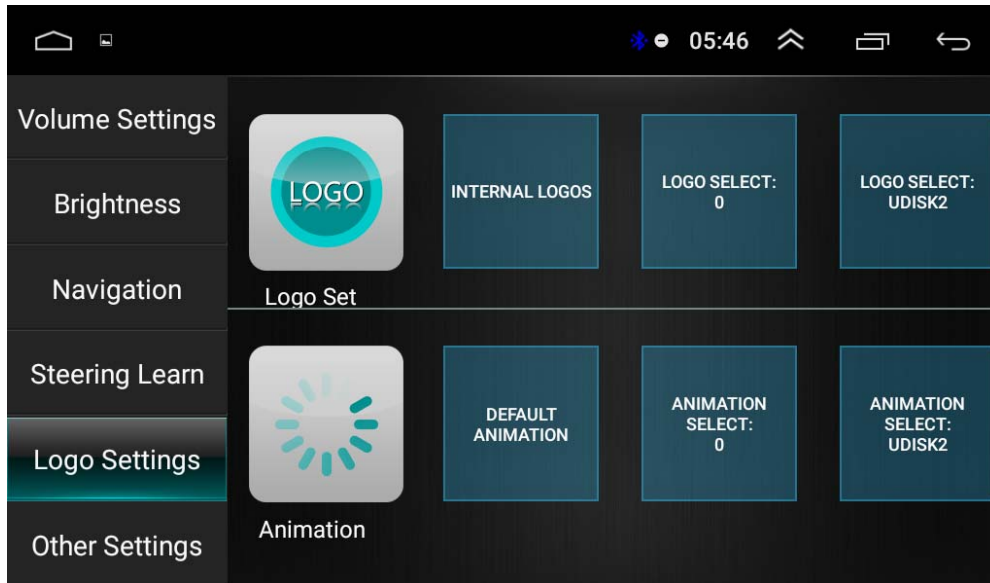 05:46
Volume Settings
Brightness
Navigation
Steering Learn
Logo Settings
Other Settings
LOGO
Logo Set
INTERNAL LOGOS
LOGO SELECT:
0
LOGO SELECT:
UDISK2
Animation
DEFAULT
ANIMATION
ANIMATION
SELECT:
0
ANIMATION
SELECT:
UDISK2